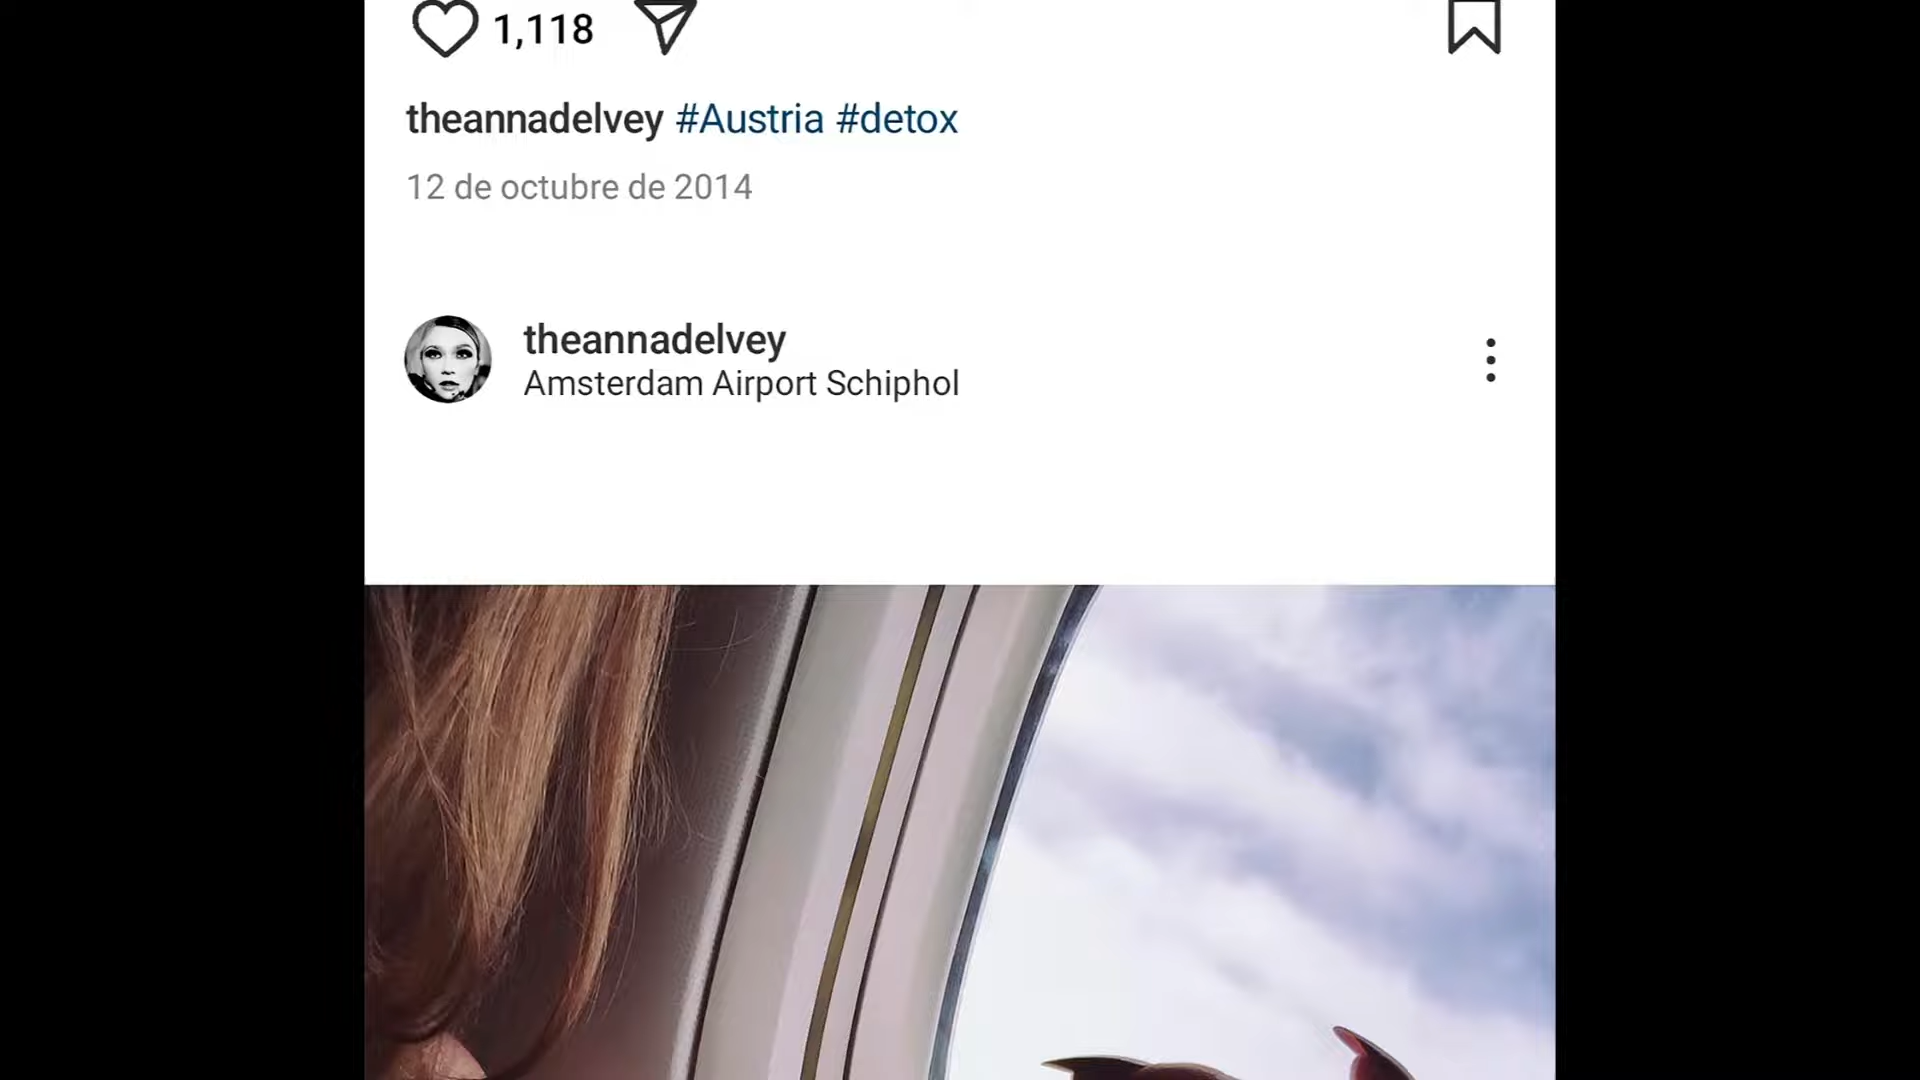 1,118
theannadelvey #Austria #detox
12 de octubre de 2014
theannadelvey
Amsterdam Airport Schiphol